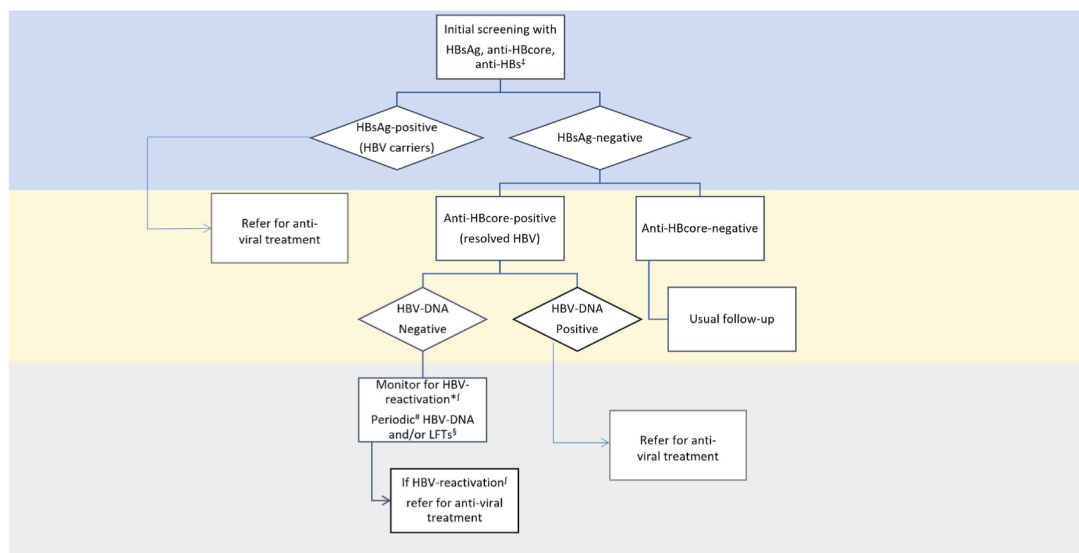 Initial screening with
HBsAg, anti-HBcore,
anti-HBs‡
HBsAg-positive
(HBV carriers)
HBsAg-negative
Refer for anti-
viral treatment
Anti-HBcore-positive
(resolved HBV)
Anti-HBcore-negative
HBV-DNA
Negative
HBV-DNA
Positive
Usual follow-up
Monitor for HBV-
reactivation*ʃ
Periodic# HBV-DNA
and/or LFTs§
Refer for anti-
viral treatment
If HBV-reactivationʃ
refer for anti-viral
treatment